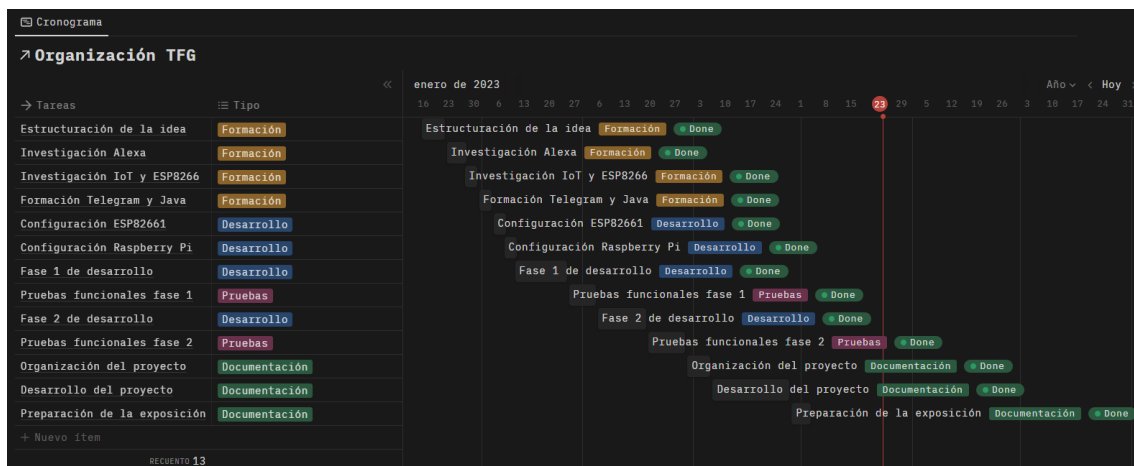 Cronograma
Organización TFG
enero de 2023 Año Hoy
Tareas Tipo 16 23 30 6 13 20 27 6 13 20 27 3 10 17 24 1 8 15 23 29 5 12 19 26 3 10 17 24 31
Estructuración de la idea Formación Estructuración de la idea Formación Done
Investigación Alexa Formación Investigación Alexa Formación Done
Investigación IoT y ESP8266 Formación Investigación IoT y ESP8266 Formación Done
Formación Telegram y Java Formación Formación Telegram y Java Formación Done
Configuración ESP82661 Desarrollo Configuración ESP82661 Desarrollo Done
Configuración Raspberry Pi Desarrollo Configuración Raspberry Pi Desarrollo Done
Fase 1 de desarrollo Desarrollo Fase 1 de desarrollo Desarrollo Done
Pruebas funcionales fase 1 Pruebas Pruebas funcionales fase 1 Pruebas Done
Fase 2 de desarrollo Desarrollo Fase 2 de desarrollo Desarrollo Done
Pruebas funcionales fase 2 Pruebas Pruebas funcionales fase 2 Pruebas Done
Organización del proyecto Documentación Organización del proyecto Documentación Done
Desarrollo del proyecto Documentación Desarrollo del proyecto Documentación Done
Preparación de la exposición Documentación Preparación de la exposición Documentación Done
+ Nuevo ítem
RECUENTO 13